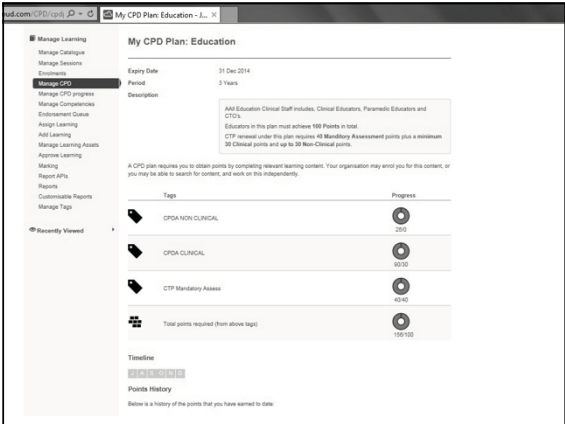 oud.com/CPD/cpdj
My CPD Plan: Education - J...
Manage Learning
Manage Catalogue
Manage Sessions
Enrolments
Manage CPD
Manage CPD progress
Manage Competencies
Endorsement Queue
Assign Learning
Add Learning
Manage Learning Assets
Approve Learning
Marking
Report APIs
Reports
Customisable Reports
Manage Tags
Recently Viewed
My CPD Plan: Education
Expiry Date 31 Dec 2014
Period 3 Years
Description
AAll Education Clinical Staff includes, Clinical Educators, Paramedic Educators and
CTO's.
Educators in this plan must achieve 100 Points in total.
CTP renewal under this plan requires 40 Manditory Assessment points plus a minimum
30 Clinical points and up to 30 Non-Clinical points.
A CPD plan requires you to obtain points by completing relevant learning content. Your organisation may enrol you for this content, or
you may be able to search for content, and work on this independently.
Tags Progress
CPDA NON CLINICAL
CPDA CLINICAL
CTP Mandatory Assess
40/40
Total points required (from above tags)
Timeline
J A S O N D
Points History
Below is a history of the points that you have earned to date: